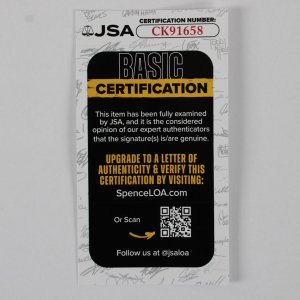 JSA
CERTIFICATION NUMBER:
CK91658
BASIC
CERTIFICATION
This item has been fully examined
by JSA, and it is the considered
opinion of our expert authenticators
that the signature(s) is/are genuine.
UPGRADE TO A LETTER OF
AUTHENTICITY & VERIFY THIS
CERTIFICATION BY VISITING:
SpenceLOA.com
Or Scan
Follow us at @jsaloa